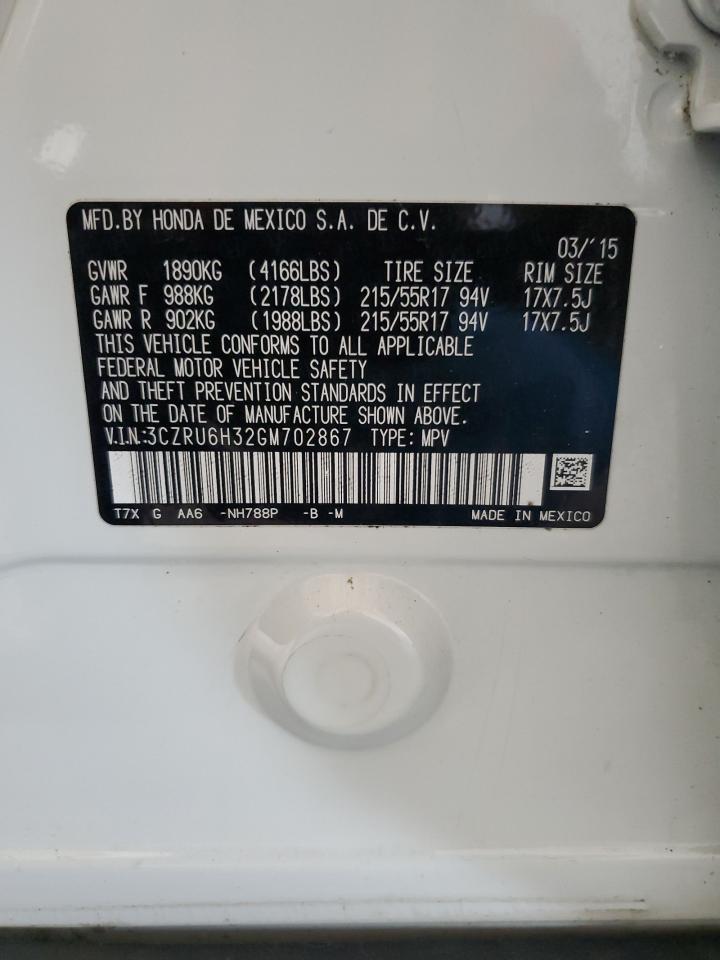 MFD.BY HONDA DE MEXICO S.A. DE C.V.
03/'15
GVWR 1890KG (4166LBS) TIRE SIZE RIM SIZE
GAWR F 988KG (2178LBS) 215/55R17 94V 17X7.5J
GAWR R 902KG (1988LBS) 215/55R17 94V 17X7.5J
THIS VEHICLE CONFORMS TO ALL APPLICABLE
FEDERAL MOTOR VEHICLE SAFETY
AND THEFT PREVENTION STANDARDS IN EFFECT
ON THE DATE OF MANUFACTURE SHOWN ABOVE.
V.I.N:3CZRU6H32GM702867 TYPE: MPV
T7X G AA6 -NH788P -B -M MADE IN MEXICO